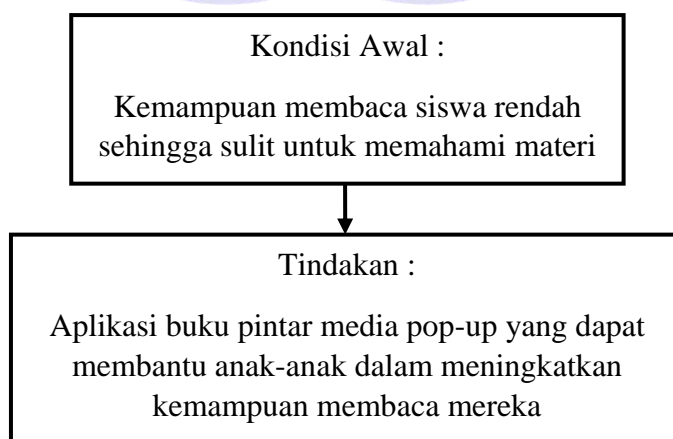 Kondisi Awal :
Kemampuan membaca siswa rendah
sehingga sulit untuk memahami materi
Tindakan :
Aplikasi buku pintar media pop-up yang dapat
membantu anak-anak dalam meningkatkan
kemampuan membaca mereka